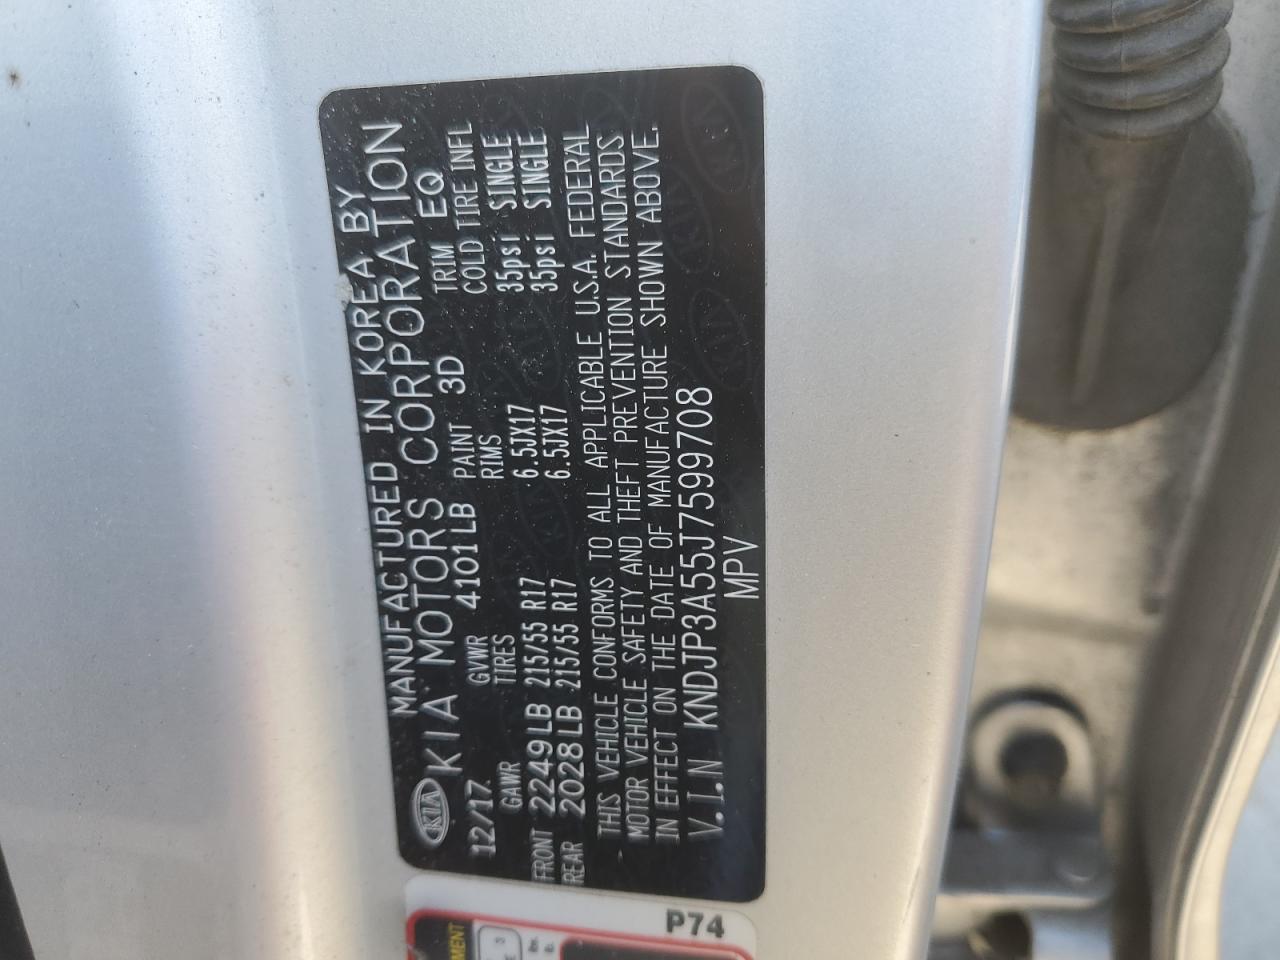 MANUFACTURED IN KOREA BY
KIA KIA MOTORS CORPORATION
12/17 GVWR 4101LB PAINT 3D TRIM EQ
GAWR TIRES RIMS COLD TIRE INFL
FRONT 2249LB 215/55 R17 6.5JX17 35psi SINGLE
REAR 2028LB 215/55 R17 6.5JX17 35psi SINGLE
THIS VEHICLE CONFORMS TO ALL APPLICABLE U.S.A. FEDERAL
MOTOR VEHICLE SAFETY AND THEFT PREVENTION STANDARDS
IN EFFECT ON THE DATE OF MANUFACTURE SHOWN ABOVE.
V.I.N KNDJP3A55J7599708
MPV
P74